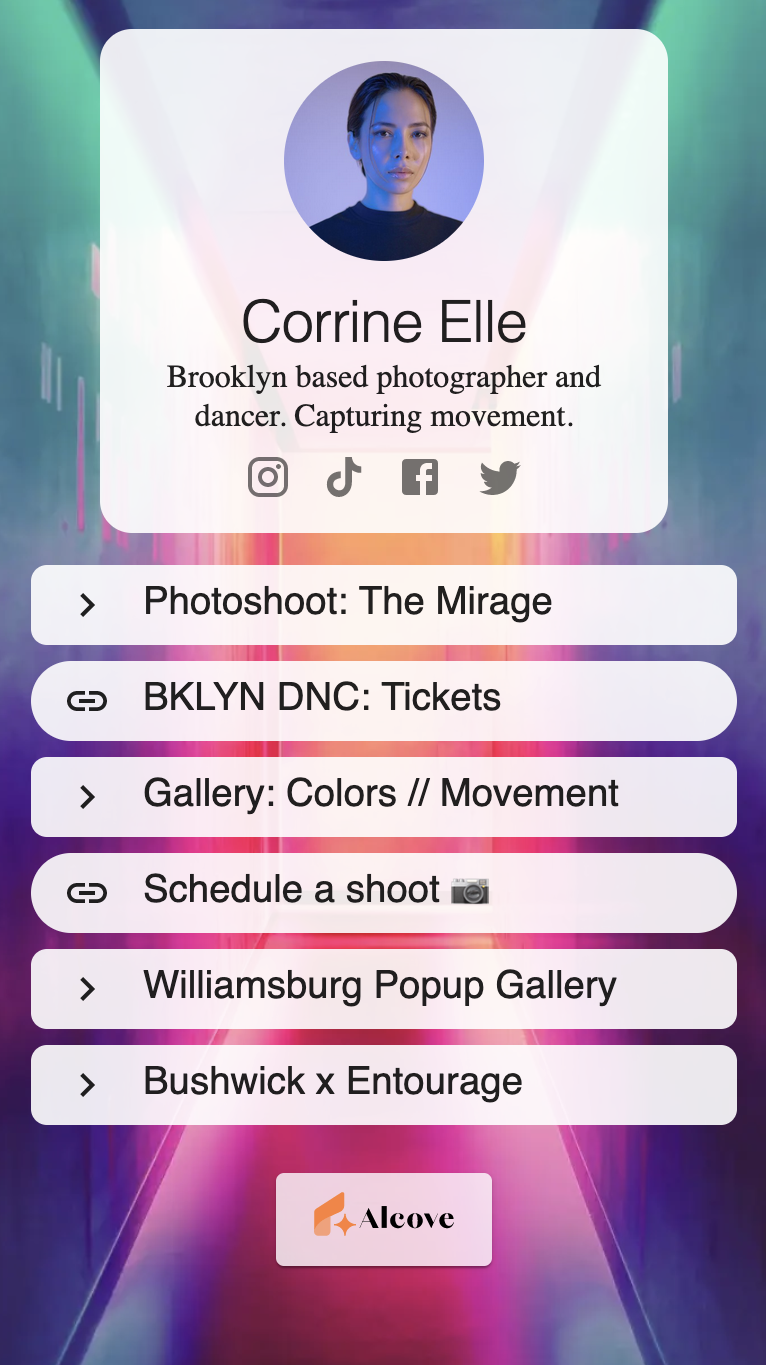 Corrine Elle
Brooklyn based photographer and
dancer. Capturing movement.
Photoshoot: The Mirage
BKLYN DNC: Tickets
Gallery: Colors // Movement
Schedule a shoot 📷
Williamsburg Popup Gallery
Bushwick x Entourage
Alcove